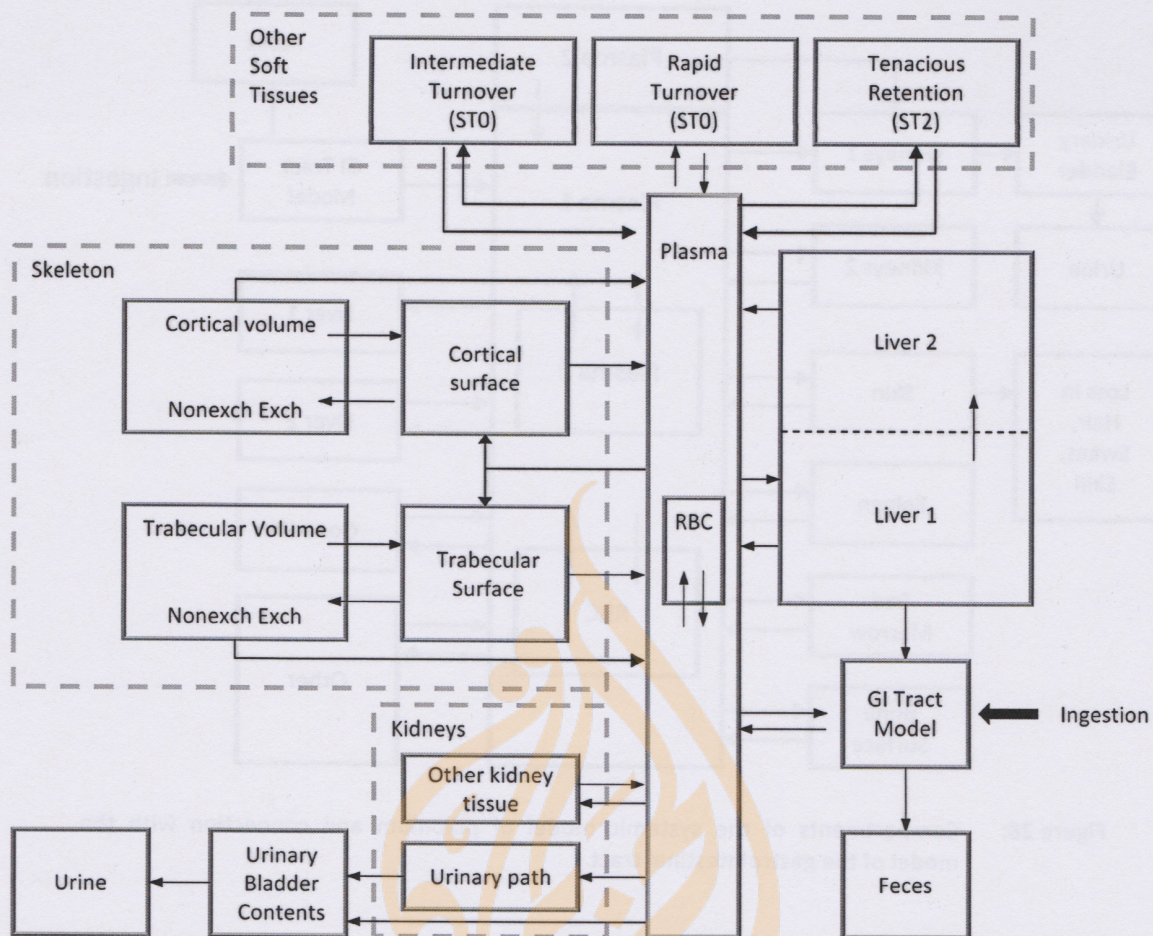 Other
Soft
Tissues
Intermediate
Turnover
(ST0)
Rapid
Turnover
(ST0)
Tenacious
Retention
(ST2)
Plasma
Skeleton
Cortical volume
Nonexch Exch
Cortical
surface
Liver 2
Liver 1
Trabecular Volume
Nonexch Exch
Trabecular
Surface
RBC
GI Tract
Model
Ingestion
Kidneys
Other kidney
tissue
Urinary path
Urine
Urinary
Bladder
Contents
Feces